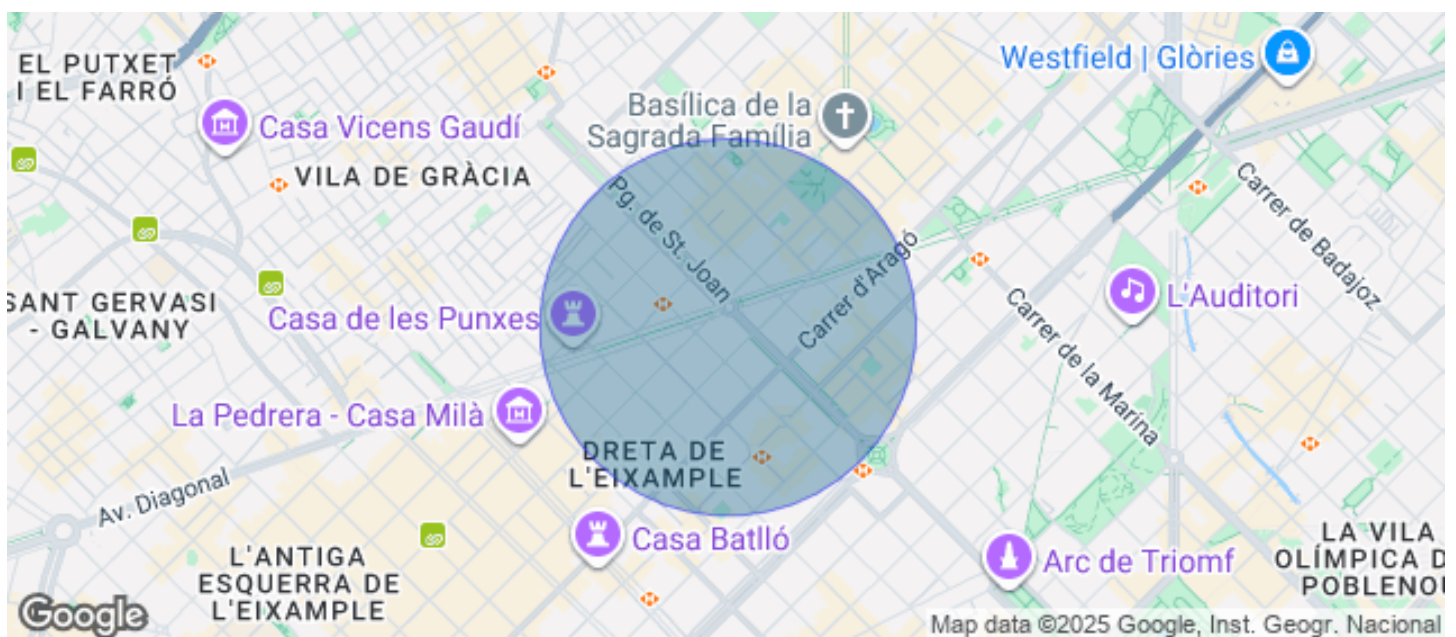 EL PUTXET
I EL FARRÓ
Casa Vicens Gaudí
VILA DE GRÀCIA
Basílica de la
Sagrada Família
Westfield | Glòries
Pg. de St. Joan
Carrer d'Aragó
Carrer de Badajoz
SANT GERVASI
- GALVANY
Casa de les Punxes
L'Auditori
Carrer de la Marina
La Pedrera - Casa Milà
DRETA DE
L'EIXAMPLE
Av. Diagonal
Casa Batlló
Arc de Triomf
L'ANTIGA
ESQUERRA DE
L'EIXAMPLE
LA VILA
OLÍMPICA D
POBLENOU
Google
Map data ©2025 Google, Inst. Geogr. Nacional